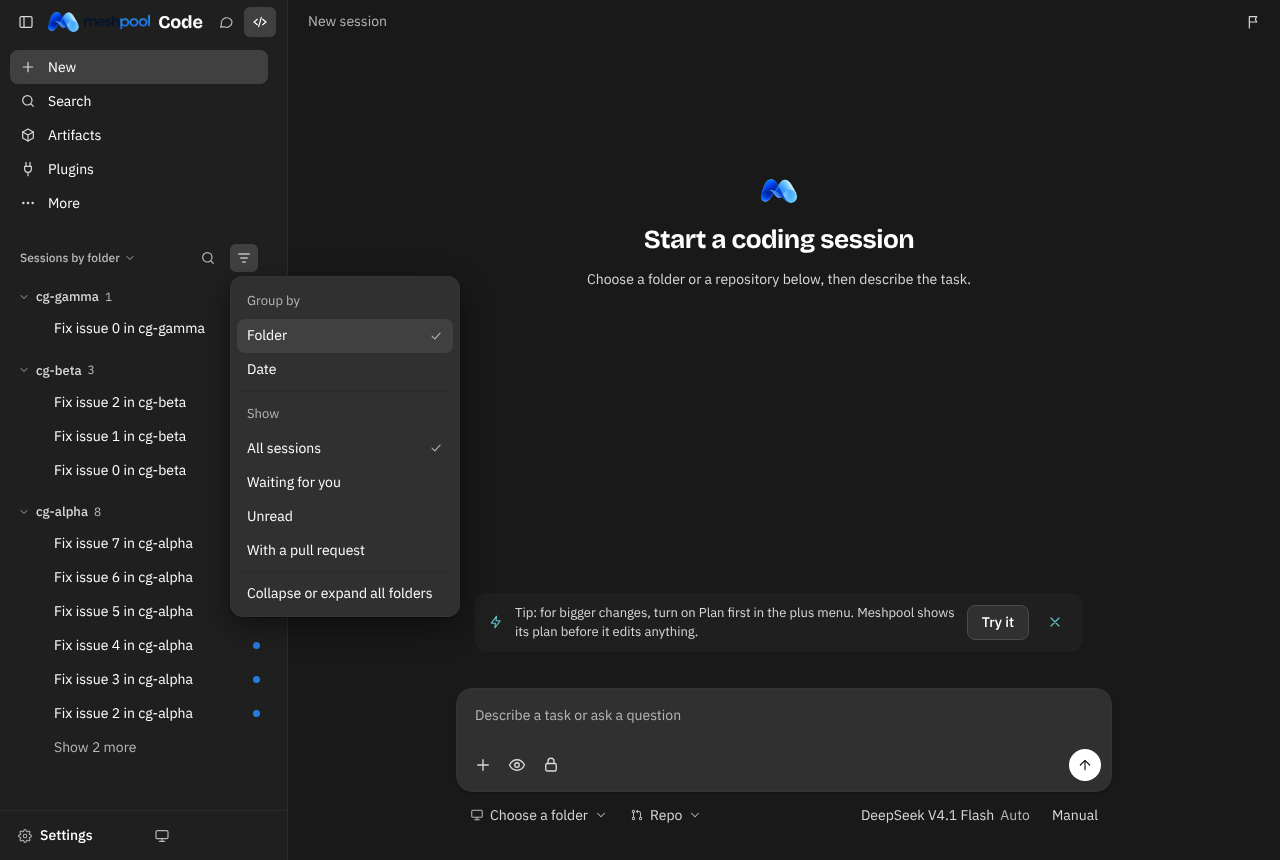 meshpool Code
New
Search
Artifacts
Plugins
More
Sessions by folder
cg-gamma 1
Fix issue 0 in cg-gamma
cg-beta 3
Fix issue 2 in cg-beta
Fix issue 1 in cg-beta
Fix issue 0 in cg-beta
cg-alpha 8
Fix issue 7 in cg-alpha
Fix issue 6 in cg-alpha
Fix issue 5 in cg-alpha
Fix issue 4 in cg-alpha
Fix issue 3 in cg-alpha
Fix issue 2 in cg-alpha
Show 2 more
Settings
Group by
Folder
Date
Show
All sessions
Waiting for you
Unread
With a pull request
Collapse or expand all folders
New session
Start a coding session
Choose a folder or a repository below, then describe the task.
Tip: for bigger changes, turn on Plan first in the plus menu. Meshpool shows
its plan before it edits anything.
Try it
Describe a task or ask a question
Choose a folder
Repo
DeepSeek V4.1 Flash Auto
Manual